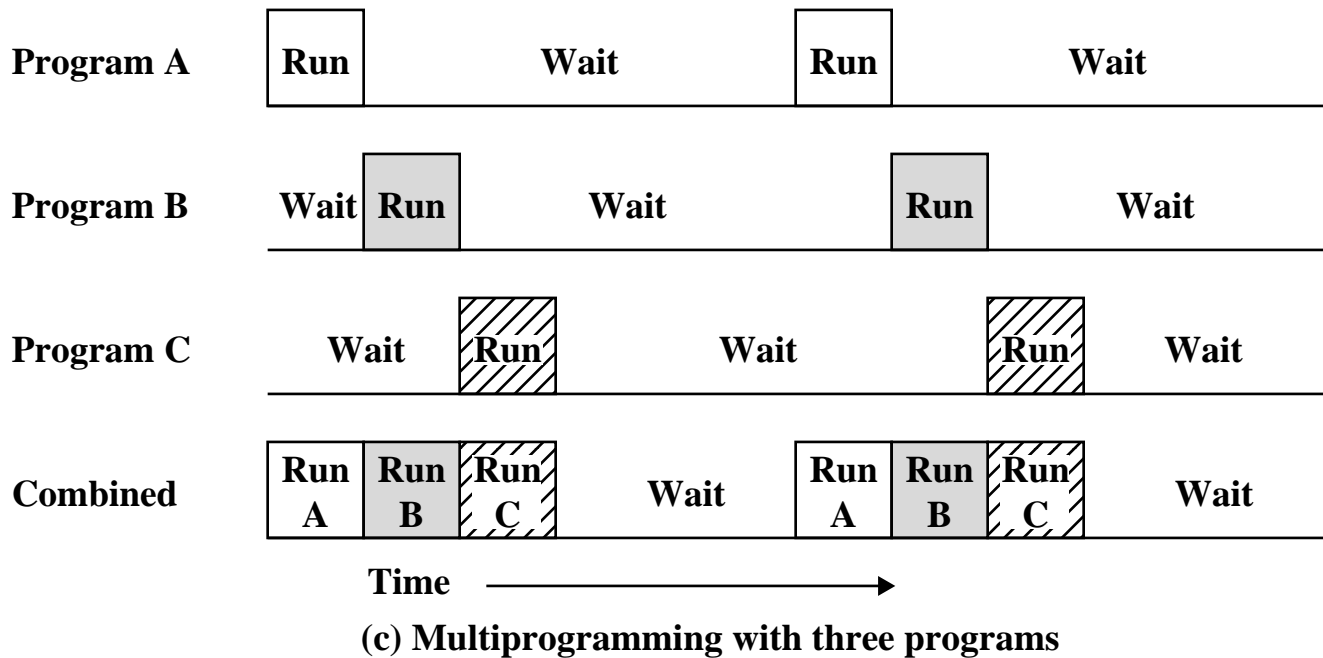 Program A Run Wait Run Wait
Program B Wait Run Wait Run Wait
Program C Wait Run Wait Run Wait
Combined Run A Run B Run C Wait Run A Run B Run C Wait
Time
(c) Multiprogramming with three programs